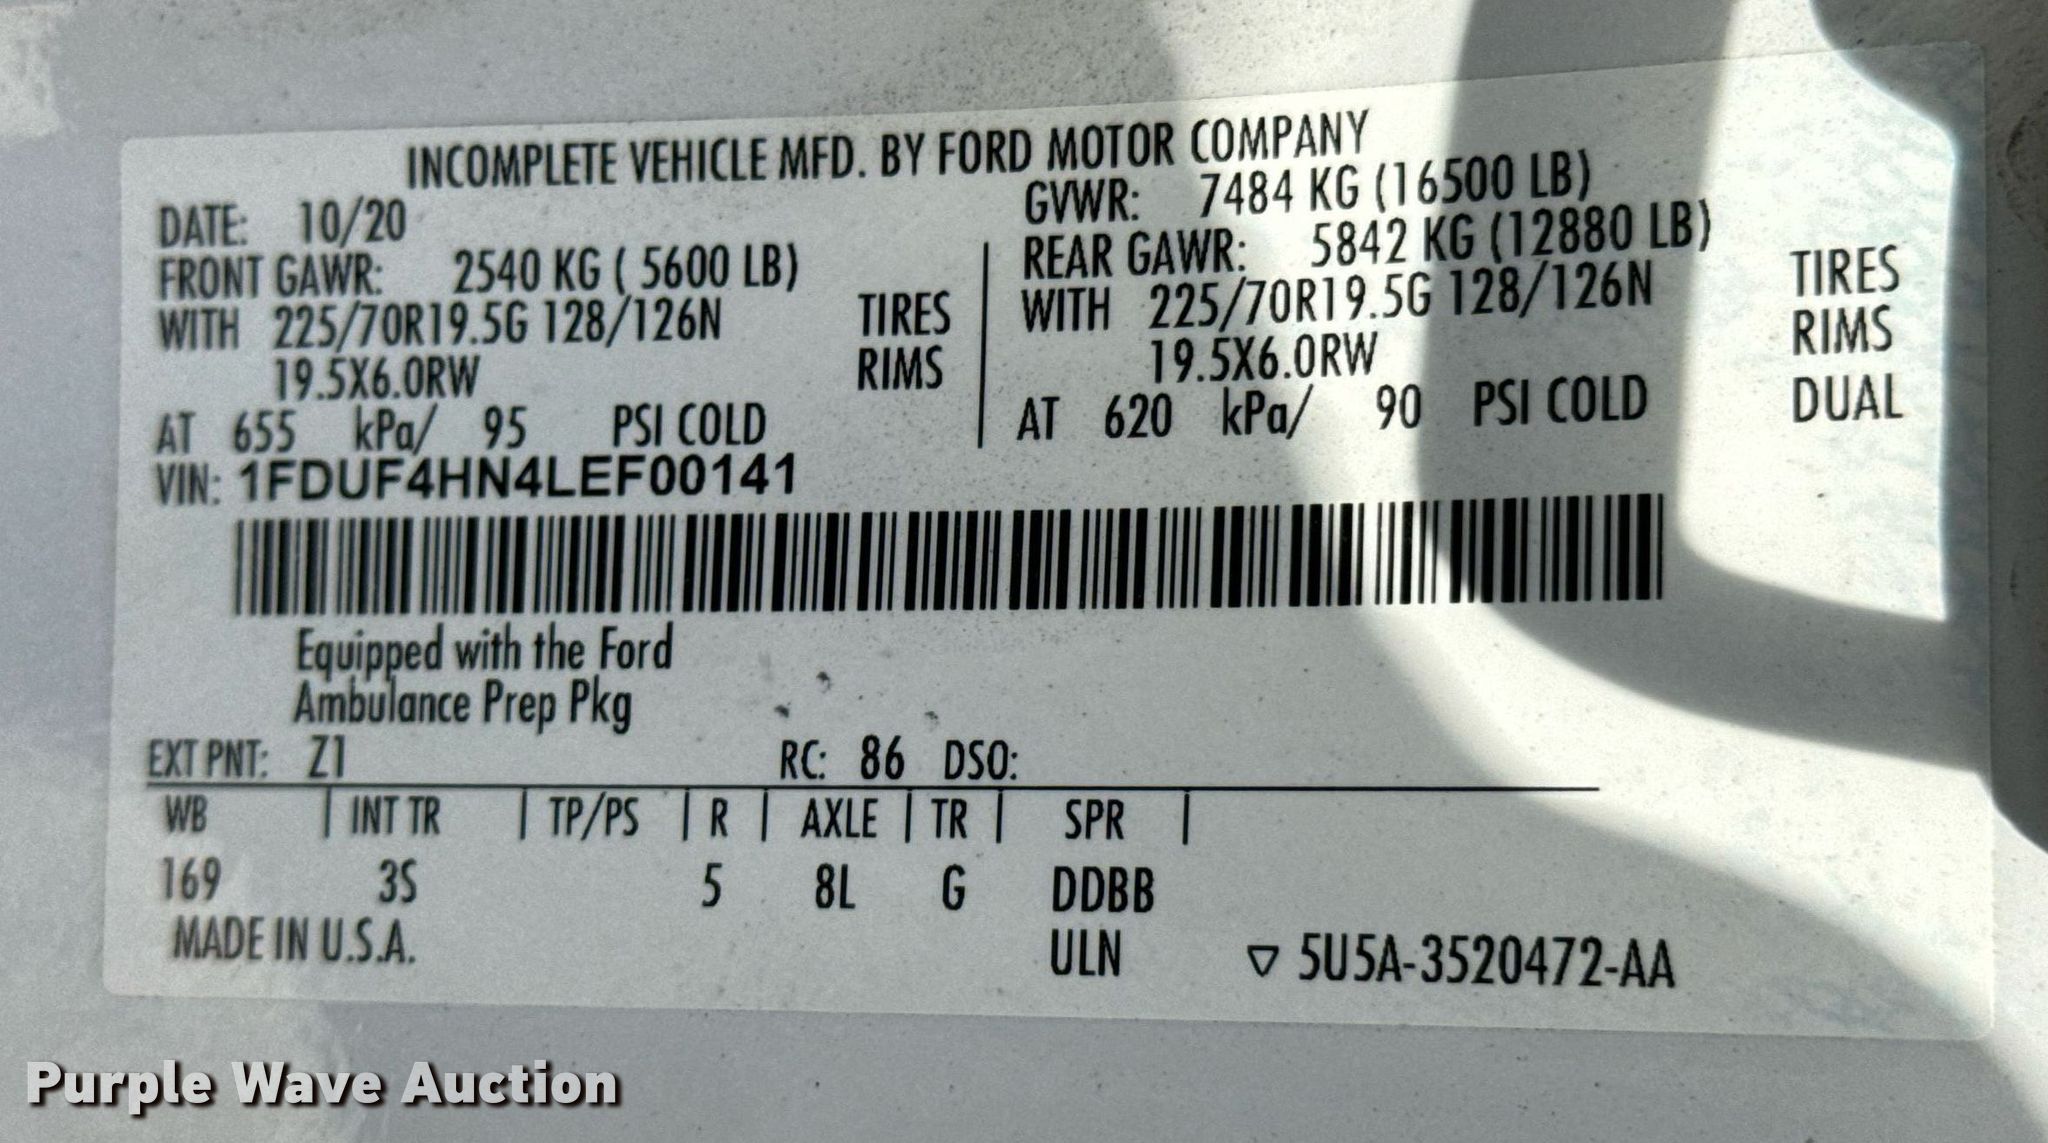 INCOMPLETE VEHICLE MFD. BY FORD MOTOR COMPANY
DATE: 10/20
GVWR: 7484 KG (16500 LB)
FRONT GAWR: 2540 KG ( 5600 LB)
REAR GAWR: 5842 KG (12880 LB)
WITH 225/70R19.5G 128/126N TIRES
WITH 225/70R19.5G 128/126N TIRES
19.5X6.0RW RIMS
19.5X6.0RW RIMS
AT 655 kPa/ 95 PSI COLD
AT 620 kPa/ 90 PSI COLD DUAL
VIN: 1FDUF4HN4LEF00141
Equipped with the Ford
Ambulance Prep Pkg
EXT PNT: Z1 RC: 86 DSO:
WB | INT TR | TP/PS | R | AXLE | TR | SPR |
169 3S 5 8L G DDBB
MADE IN U.S.A. ULN ▽ 5U5A-3520472-AA
Purple Wave Auction